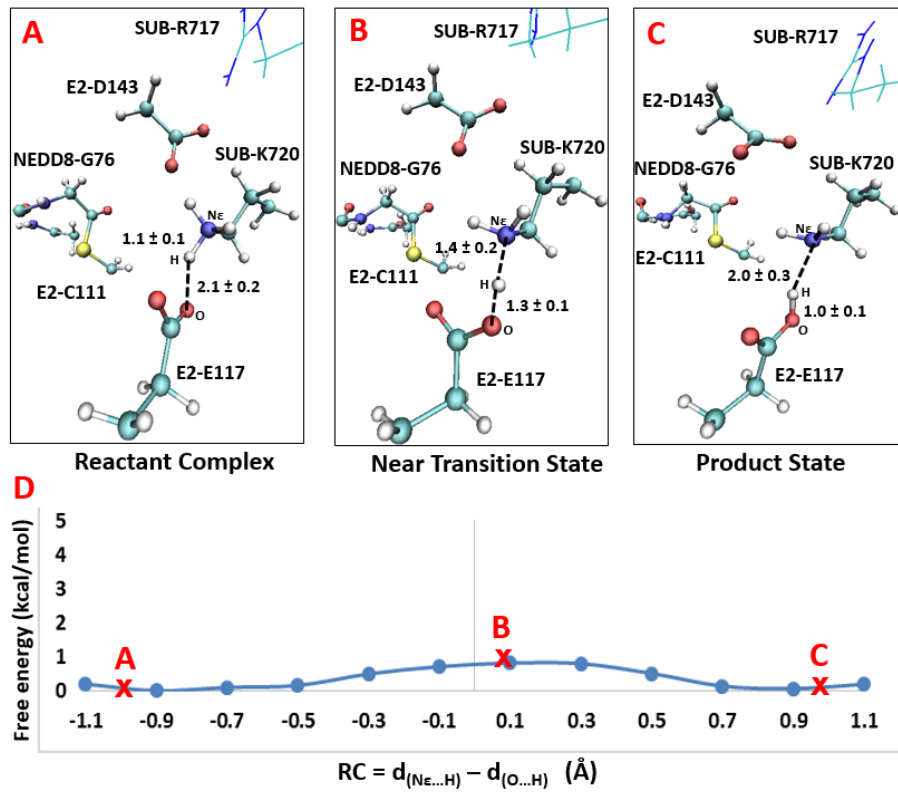 A
SUB-R717
E2-D143
NEDD8-G76
SUB-K720
Nε
1.1 ± 0.1
H
2.1 ± 0.2
E2-C111
O
E2-E117
Reactant Complex
B
SUB-R717
E2-D143
NEDD8-G76
SUB-K720
Nε
1.4 ± 0.2
E2-C111
H
1.3 ± 0.1
O
E2-E117
Near Transition State
C
SUB-R717
E2-D143
NEDD8-G76
SUB-K720
Nε
E2-C111
2.0 ± 0.3
H
1.0 ± 0.1
O
E2-E117
Product State
D
Free energy (kcal/mol)
5
4
3
2
1
0
A
B
C
-1.1 -0.9 -0.7 -0.5 -0.3 -0.1 0.1 0.3 0.5 0.7 0.9 1.1
RC = d(Nε...H) – d(O...H) (Å)